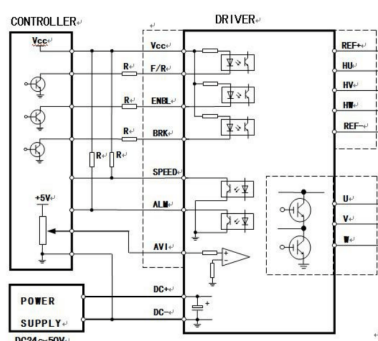 CONTROLLER
DRIVER
Vcc
Vcc
REF+
R
F/R
HU
HV
R
ENBL
HW
R
BRK
REF-
R
R
SPEED
+5V
ALM
U
V
AVI
W
DC+
POWER
SUPPLY
DC-
+
DC24~50V